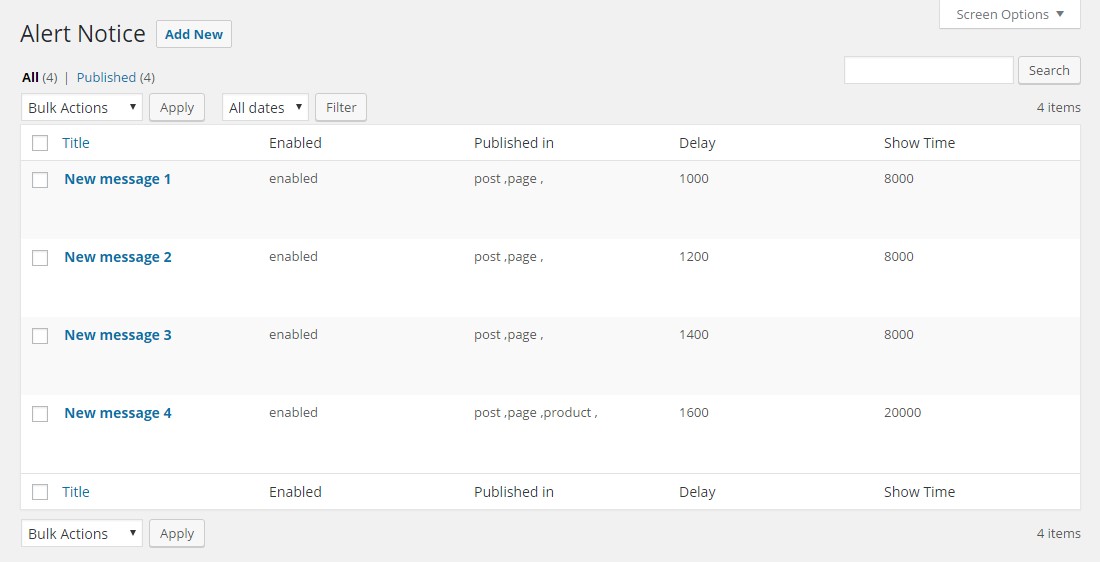 Screen Options
Alert Notice Add New
All (4) | Published (4)
Search
Bulk Actions Apply All dates Filter 4 items
Title Enabled Published in Delay Show Time
New message 1 enabled post ,page , 1000 8000
New message 2 enabled post ,page , 1200 8000
New message 3 enabled post ,page , 1400 8000
New message 4 enabled post ,page ,product , 1600 20000
Title Enabled Published in Delay Show Time
Bulk Actions Apply 4 items